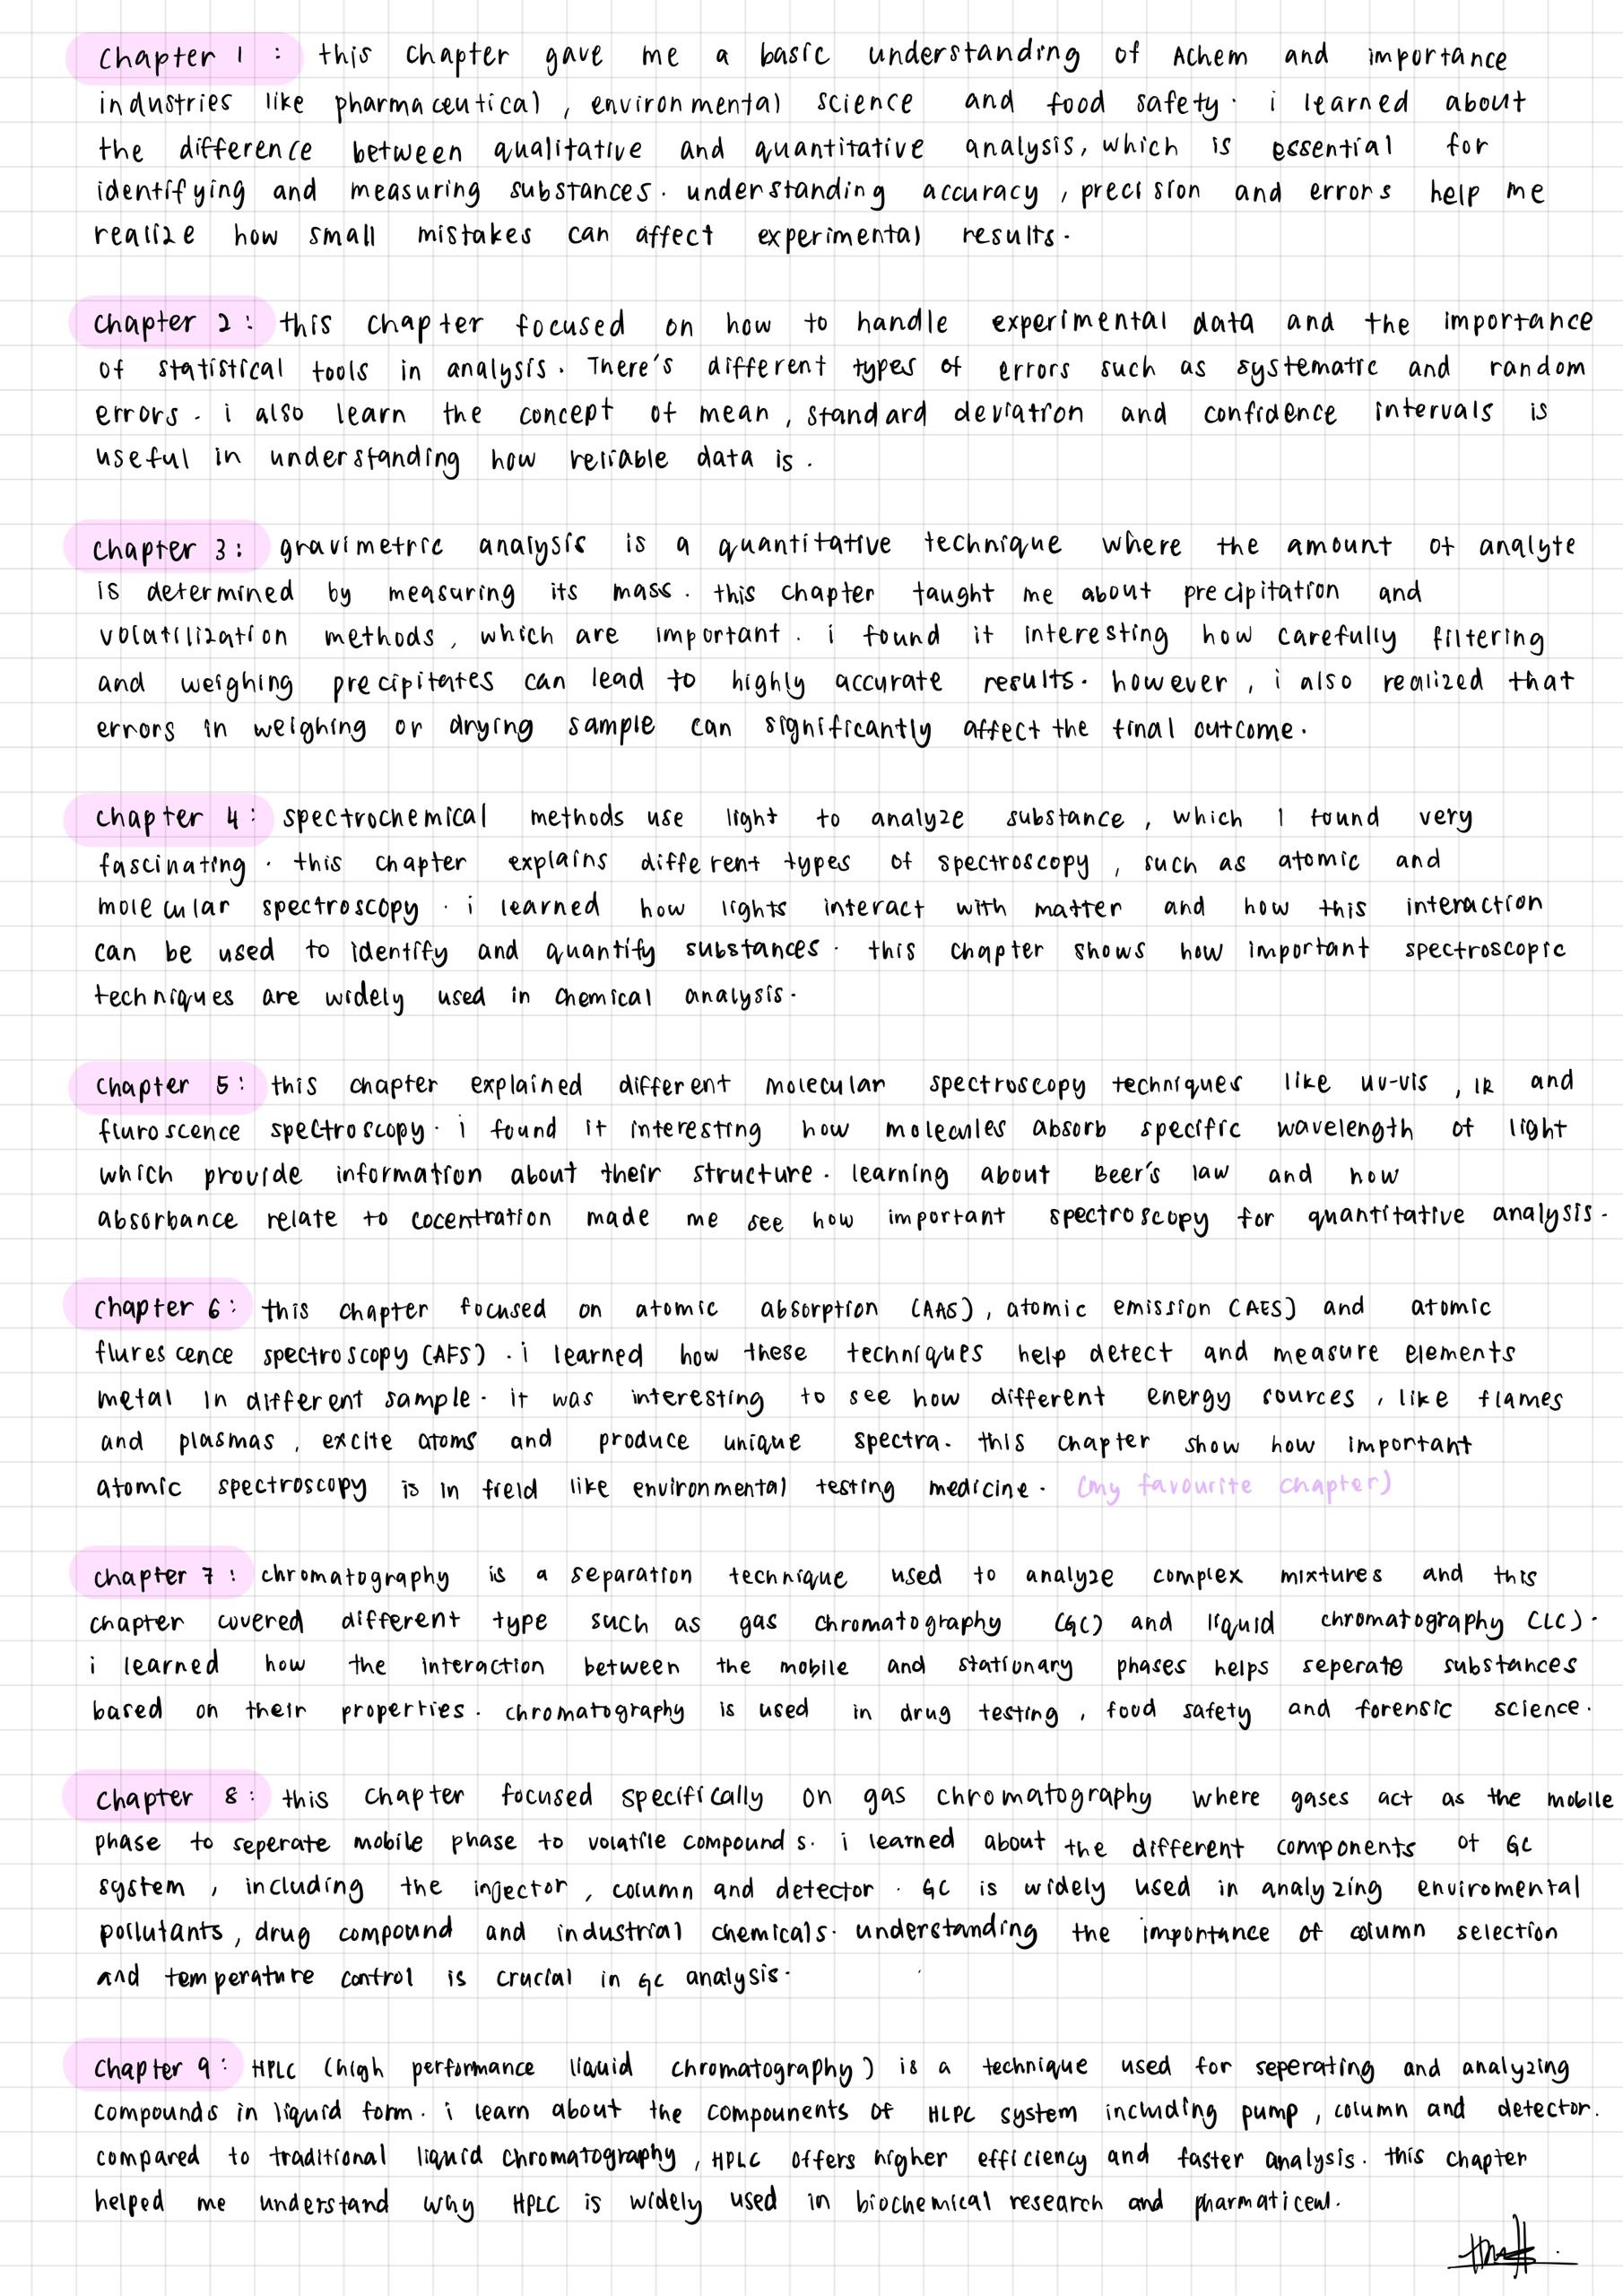 chapter 1 : this chapter gave me a basic understanding of Achem and importance
industries like pharmaceutical , environmental science and food safety. i learned about
the difference between qualitative and quantitative analysis, which is essential for
identifying and measuring substances. understanding accuracy , precision and errors help me
realize how small mistakes can affect experimental results.
chapter 2 : this chapter focused on how to handle experimental data and the importance
of statistical tools in analysis. There's different types of errors such as systematic and random
errors. i also learn the concept of mean , standard deviation and confidence intervals is
useful in understanding how reliable data is .
chapter 3 : gravimetric analysis is a quantitative technique where the amount of analyte
is determined by measuring its mass. this chapter taught me about precipitation and
volatilization methods , which are important . i found it interesting how carefully filtering
and weighing precipitates can lead to highly accurate results. however , i also realized that
errors in weighing or drying sample can significantly affect the final outcome.
chapter 4 : spectrochemical methods use light to analyze substance , which I found very
fascinating . this chapter explains different types of spectroscopy , such as atomic and
molecular spectroscopy . i learned how lights interact with matter and how this interaction
can be used to identify and quantify substances. this chapter shows how important spectroscopic
techniques are widely used in chemical analysis.
chapter 5 : this chapter explained different molecular spectroscopy techniques like uv-vis , IR and
fluroscence spectroscopy. i found it interesting how molecules absorb specific wavelength of light
which provide information about their structure. learning about Beer's law and how
absorbance relate to cocentration made me see how important spectroscopy for quantitative analysis.
chapter 6 : this chapter focused on atomic absorption (AAS) , atomic emission (AES) and atomic
flurescence spectroscopy (AFS) . i learned how these techniques help detect and measure elements
metal in different sample. it was interesting to see how different energy sources , like flames
and plasmas , excite atoms and produce unique spectra. this chapter show how important
atomic spectroscopy is in field like environmental testing medicine. (my favourite chapter)
chapter 7 : chromatography is a separation technique used to analyze complex mixtures and this
chapter covered different type such as gas chromatography (GC) and liquid chromatography (LC).
i learned how the interaction between the mobile and stationary phases helps seperate substances
based on their properties. chromatography is used in drug testing , food safety and forensic science.
chapter 8 : this chapter focused specifically on gas chromatography where gases act as the mobile
phase to seperate mobile phase to volatile compounds. i learned about the different components of GC
system , including the injector , column and detector . GC is widely used in analyzing enviromental
pollutants , drug compound and industrial chemicals. understanding the importance of column selection
and temperature control is crucial in GC analysis.
chapter 9 : HPLC (high performance liquid chromatography) is a technique used for seperating and analyzing
compounds in liquid form. i learn about the compounents of HLPC system including pump , column and detector.
compared to traditional liquid chromatography , HPLC offers higher efficiency and faster analysis. this chapter
helped me understand why HPLC is widely used in biochemical research and pharmaticeul.